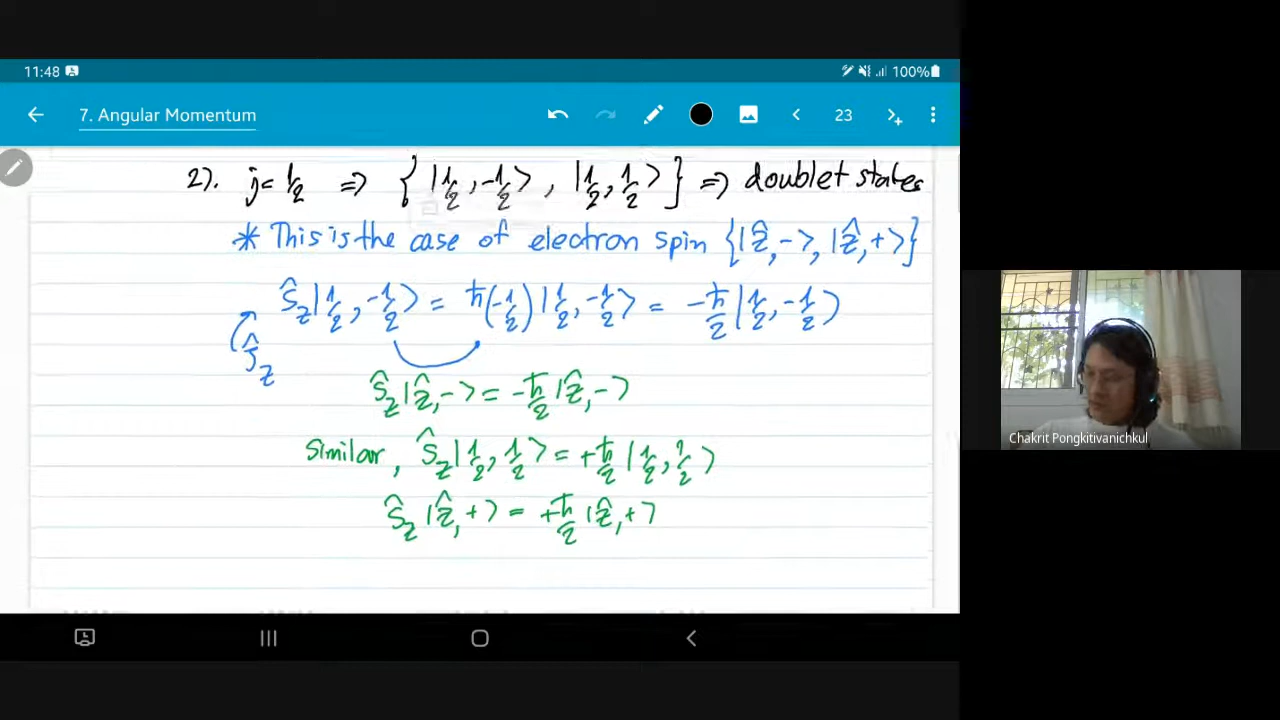 11:48 100%
7. Angular Momentum 23
2). j = 1/2 ⇒ { |1/2, -1/2⟩, |1/2, 1/2⟩ } ⇒ doublet states
* This is the case of electron spin { |ẑ, -⟩, |ẑ, +⟩ }
Ŝz |1/2, -1/2⟩ = ħ(-1/2) |1/2, -1/2⟩ = -ħ/2 |1/2, -1/2⟩
Ĵz
Ŝz |ẑ, -⟩ = -ħ/2 |ẑ, -⟩
Similar, Ŝz |1/2, 1/2⟩ = +ħ/2 |1/2, 1/2⟩
Ŝz |ẑ, +⟩ = +ħ/2 |ẑ, +⟩
Chakrit Pongkitivanichkul